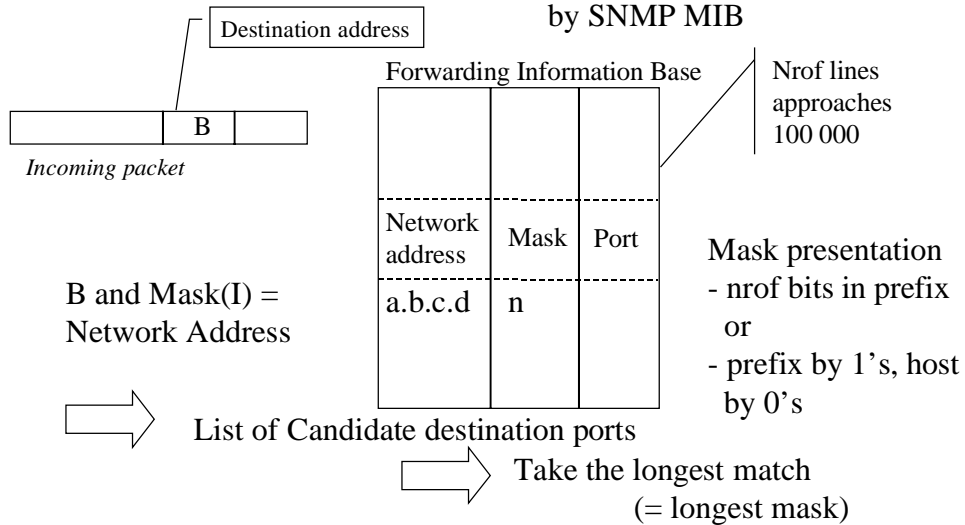 by SNMP MIB
Destination address
Forwarding Information Base
Nrof lines
approaches
100 000
B
Incoming packet
Network
address
Mask
Port
a.b.c.d
n
Mask presentation
- nrof bits in prefix
or
- prefix by 1’s, host
by 0’s
B and Mask(I) =
Network Address
List of Candidate destination ports
Take the longest match
(= longest mask)